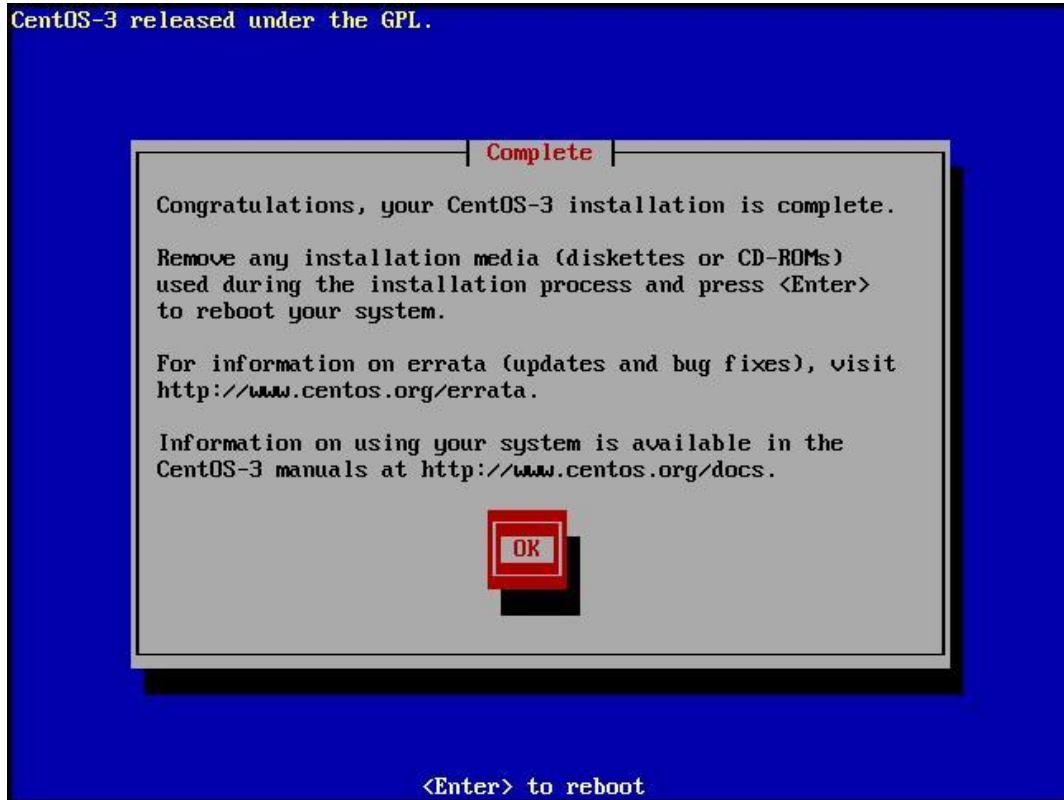 CentOS-3 released under the GPL.
Complete
Congratulations, your CentOS-3 installation is complete.
Remove any installation media (diskettes or CD-ROMs)
used during the installation process and press <Enter>
to reboot your system.
For information on errata (updates and bug fixes), visit
http://www.centos.org/errata.
Information on using your system is available in the
CentOS-3 manuals at http://www.centos.org/docs.
OK
<Enter> to reboot